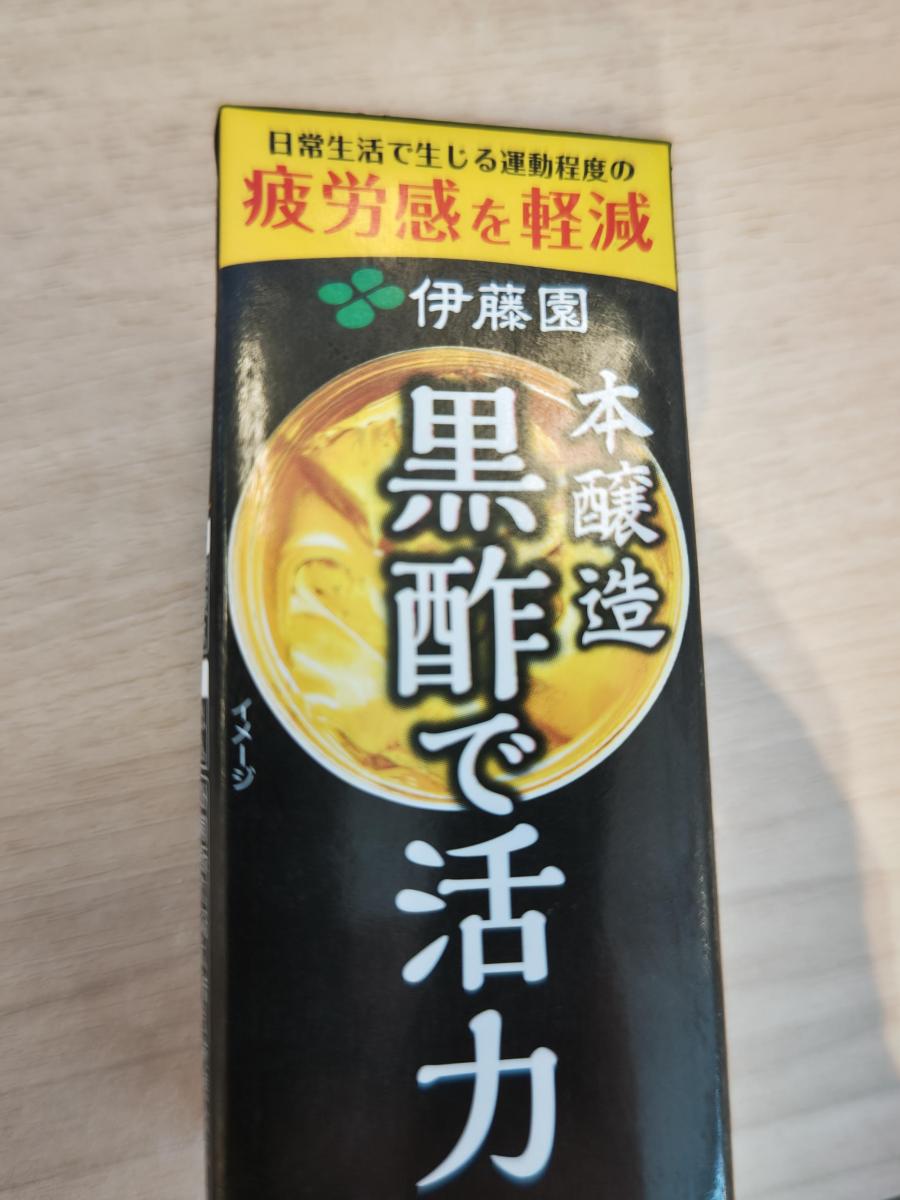 日常生活で生じる運動程度の
疲労感を軽減
伊藤園
本醸造
黒酢で活力
イメージ